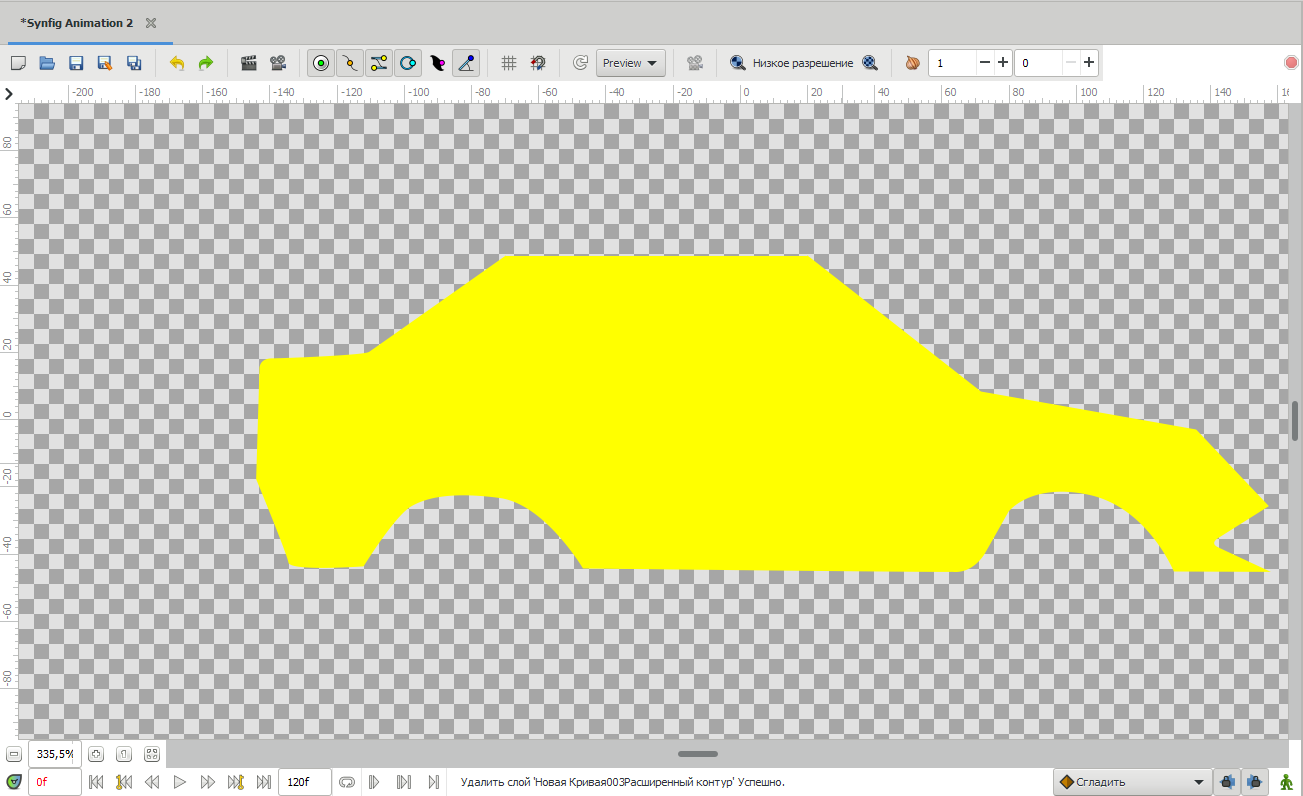 *Synfig Animation 2
Preview
Низкое разрешение
1
0
-200 -180 -160 -140 -120 -100 -80 -60 -40 -20 0 20 40 60 80 100 120 140 16
80
60
40
20
0
-20
-40
-60
-80
335,5%
0f
120f
Удалить слой 'Новая Кривая003Расширенный контур' Успешно.
Сгладить